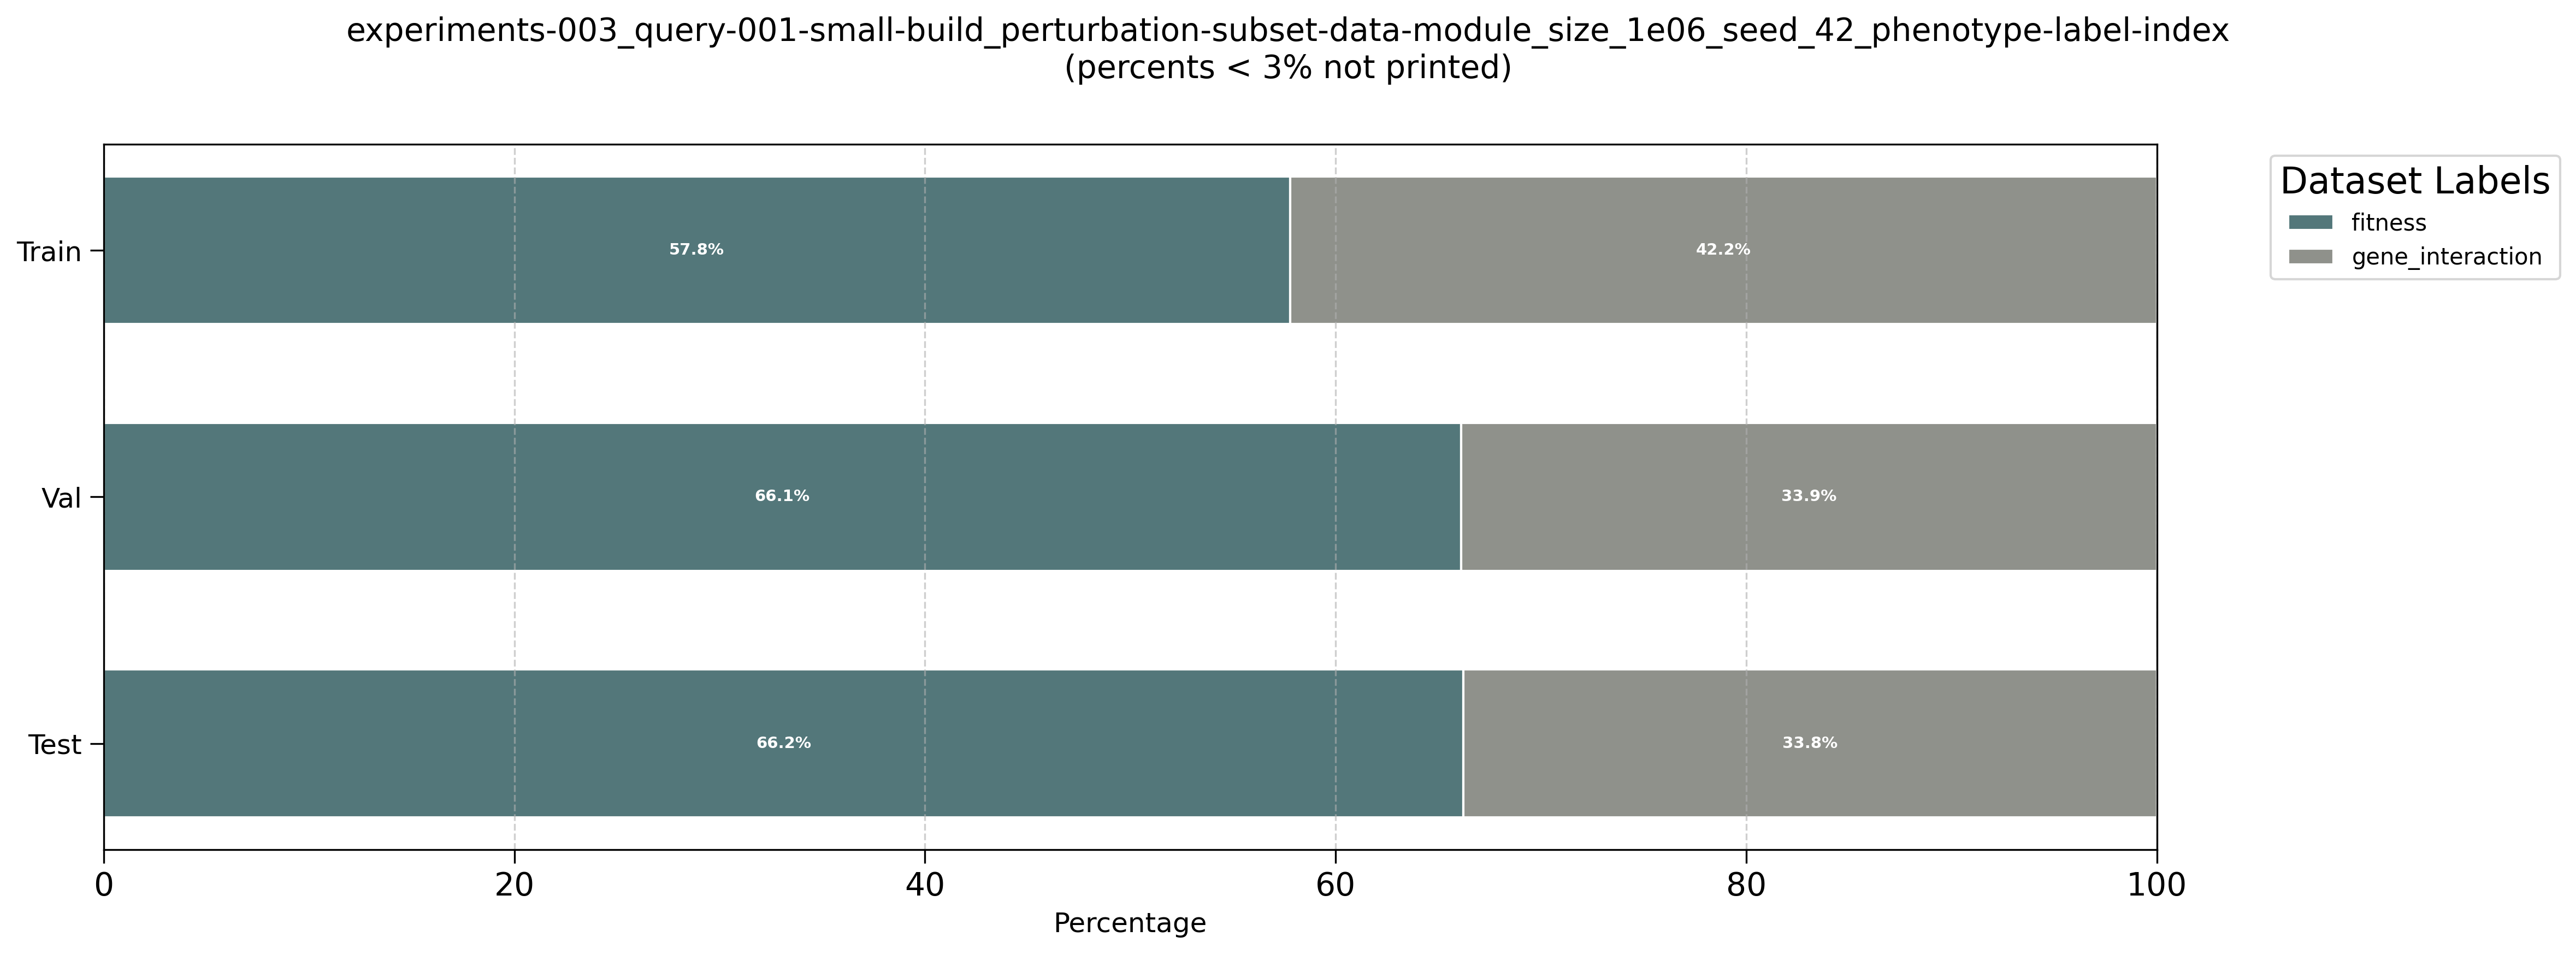 experiments-003_query-001-small-build_perturbation-subset-data-module_size_1e06_seed_42_phenotype-label-index
(percents < 3% not printed)
Dataset Labels
fitness
gene_interaction
Train
57.8%
42.2%
Val
66.1%
33.9%
Test
66.2%
33.8%
0
20
40
60
80
100
Percentage